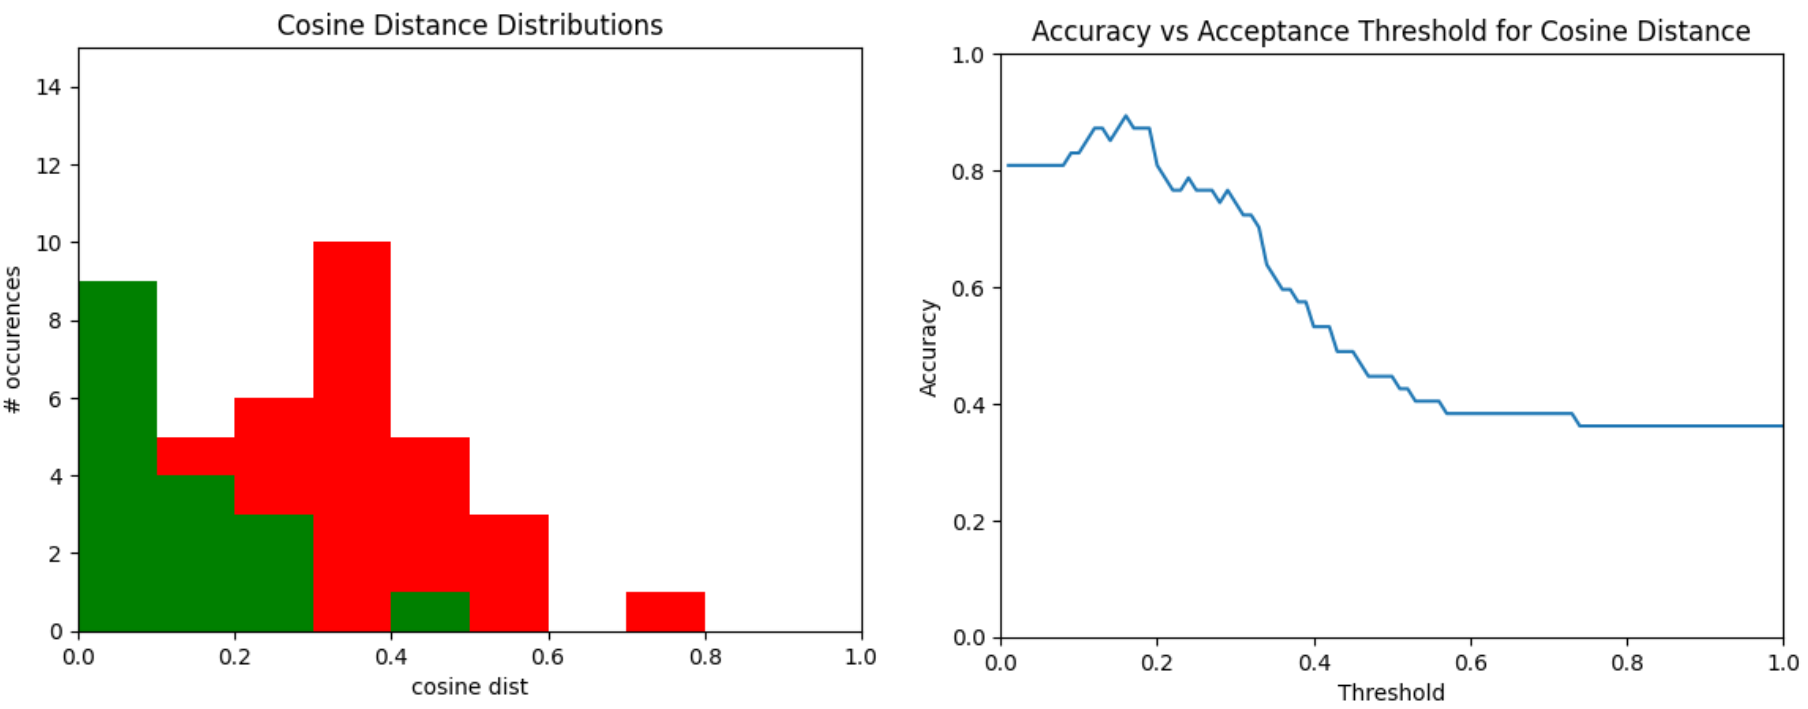 Cosine Distance Distributions
14
12
10
8
6
4
2
0
# occurences
0.0 0.2 0.4 0.6 0.8 1.0
cosine dist
Accuracy vs Acceptance Threshold for Cosine Distance
1.0
0.8
0.6
0.4
0.2
0.0
Accuracy
0.0 0.2 0.4 0.6 0.8 1.0
Threshold